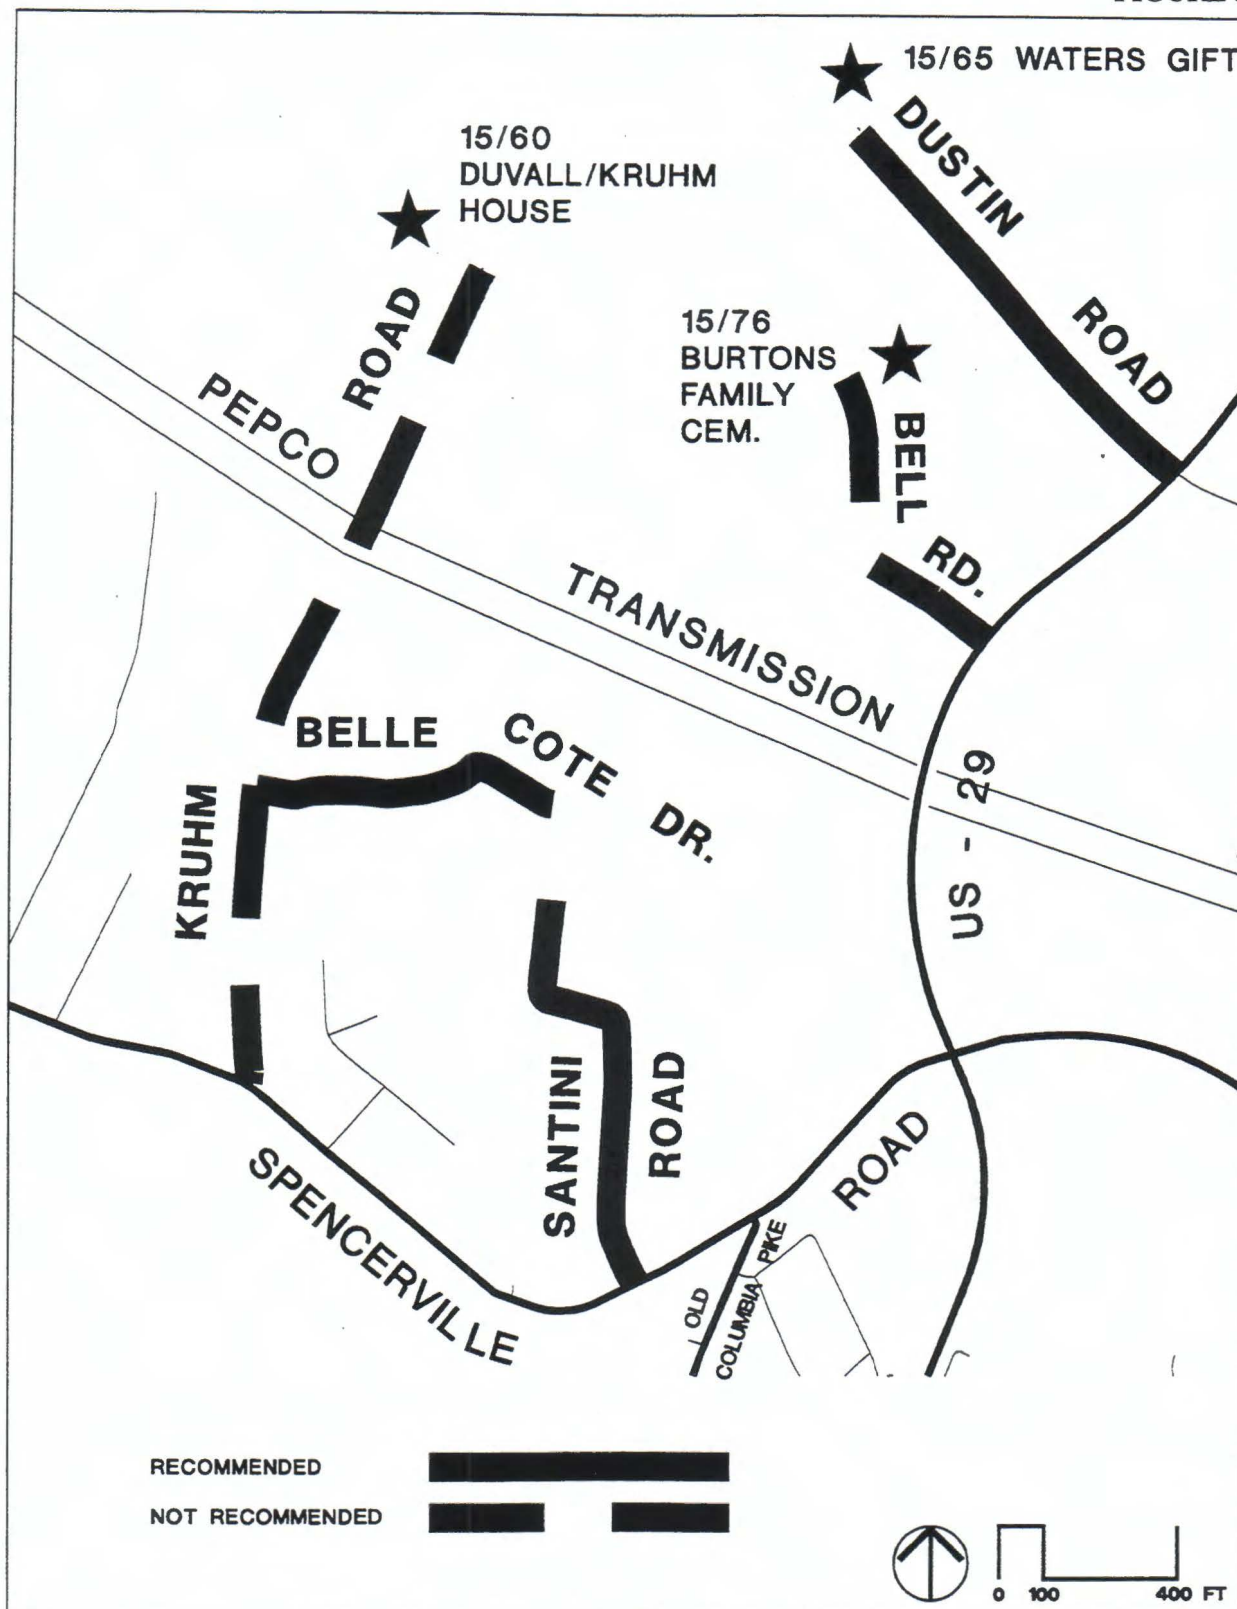 15/65 WATERS GIFT
DUSTIN
ROAD
15/60
DUVALL/KRUHM
HOUSE
ROAD
PEPCO
15/76
BURTONS
FAMILY
CEM.
BELL
RD.
TRANSMISSION
BELLE
COTE
DR.
US - 29
KRUHM
SANTINI
ROAD
ROAD
SPENCERVILLE
OLD
COLUMBIA
PIKE
RECOMMENDED
NOT RECOMMENDED
0 100 400 FT